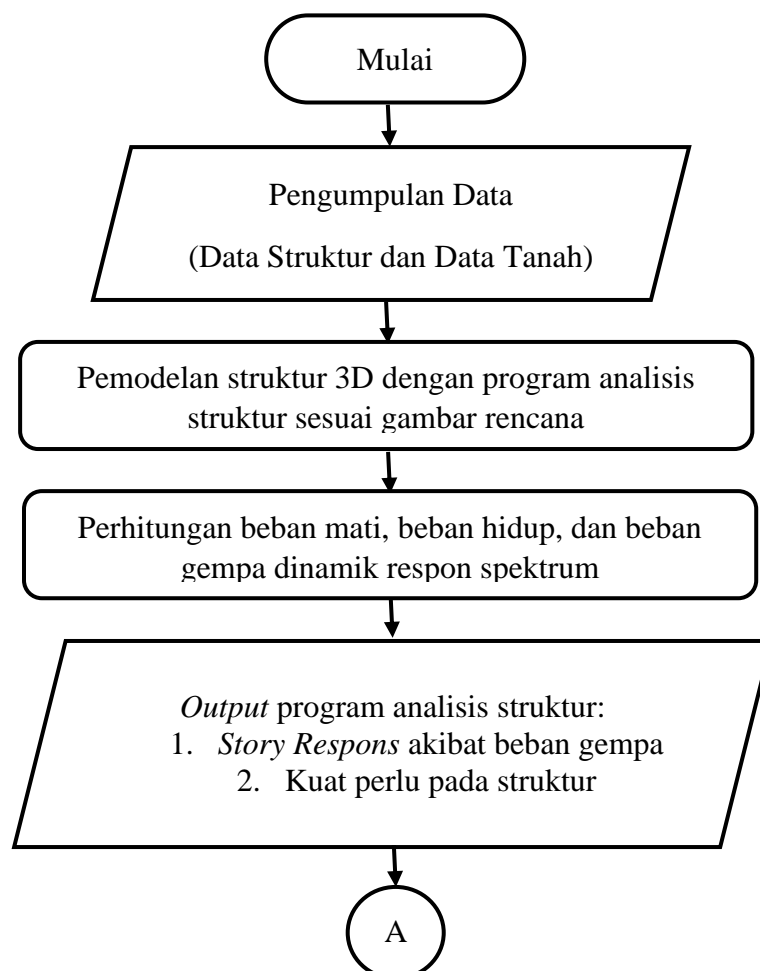 Mulai
Pengumpulan Data
(Data Struktur dan Data Tanah)
Pemodelan struktur 3D dengan program analisis
struktur sesuai gambar rencana
Perhitungan beban mati, beban hidup, dan beban
gempa dinamik respon spektrum
Output program analisis struktur:
1. Story Respons akibat beban gempa
2. Kuat perlu pada struktur
A